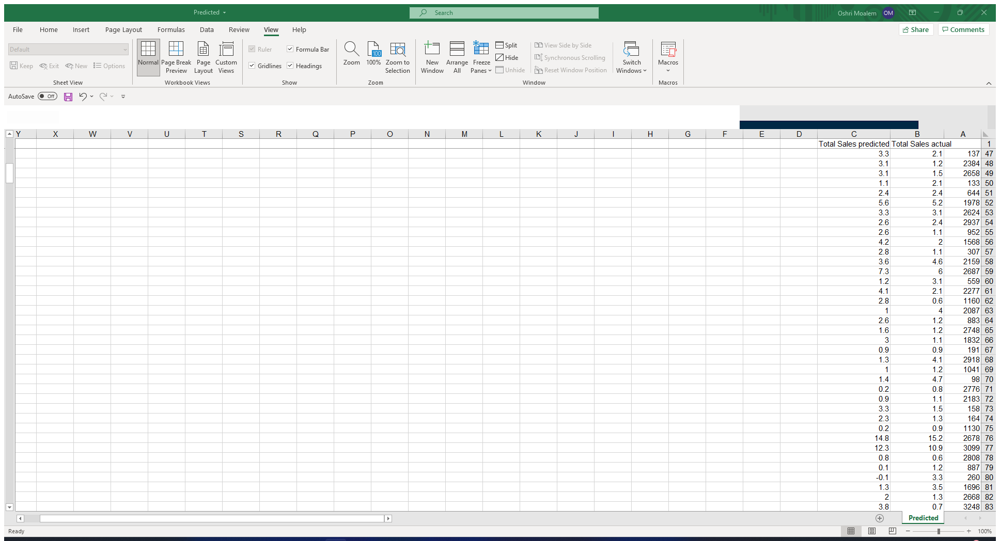 Predicted
Search
Oshri Moalem OM
File Home Insert Page Layout Formulas Data Review View Help
Share Comments
Default
Keep Exit New Options
Sheet View
Normal Page Break Preview Page Layout Custom Views
Workbook Views
Ruler Formula Bar
Gridlines Headings
Show
Zoom 100 100% Zoom to Selection
Zoom
New Window Arrange All Freeze Panes
Split
Hide
Unhide
View Side by Side
Synchronous Scrolling
Reset Window Position
Switch Windows
Window
Macros
Macros
AutoSave Off
Y X W V U T S R Q P O N M L K J I H G F E D C B A
Total Sales predicted Total Sales actual 1
3.3 2.1 137 47
3.1 1.2 2384 48
3.1 1.5 2658 49
1.1 2.1 133 50
2.4 2.4 644 51
5.6 5.2 1978 52
3.3 3.1 2624 53
2.6 2.4 2937 54
2.6 1.1 952 55
4.2 2 1568 56
2.8 1.1 307 57
3.6 4.6 2159 58
7.3 6 2687 59
1.2 3.1 559 60
4.1 2.1 2277 61
2.8 0.6 1160 62
1 4 2087 63
2.6 1.2 883 64
1.6 1.2 2748 65
3 1.1 1832 66
0.9 0.9 191 67
1.3 4.1 2918 68
1 1.2 1041 69
1.4 4.7 98 70
0.2 0.8 2776 71
0.9 1.1 2183 72
3.3 1.5 158 73
2.3 1.3 164 74
0.2 0.9 1130 75
14.8 15.2 2678 76
12.3 10.9 3099 77
0.8 0.6 2808 78
0.1 1.2 887 79
-0.1 3.3 260 80
1.3 3.5 1696 81
2 1.3 2668 82
3.8 0.7 3248 83
Predicted
Ready
100%